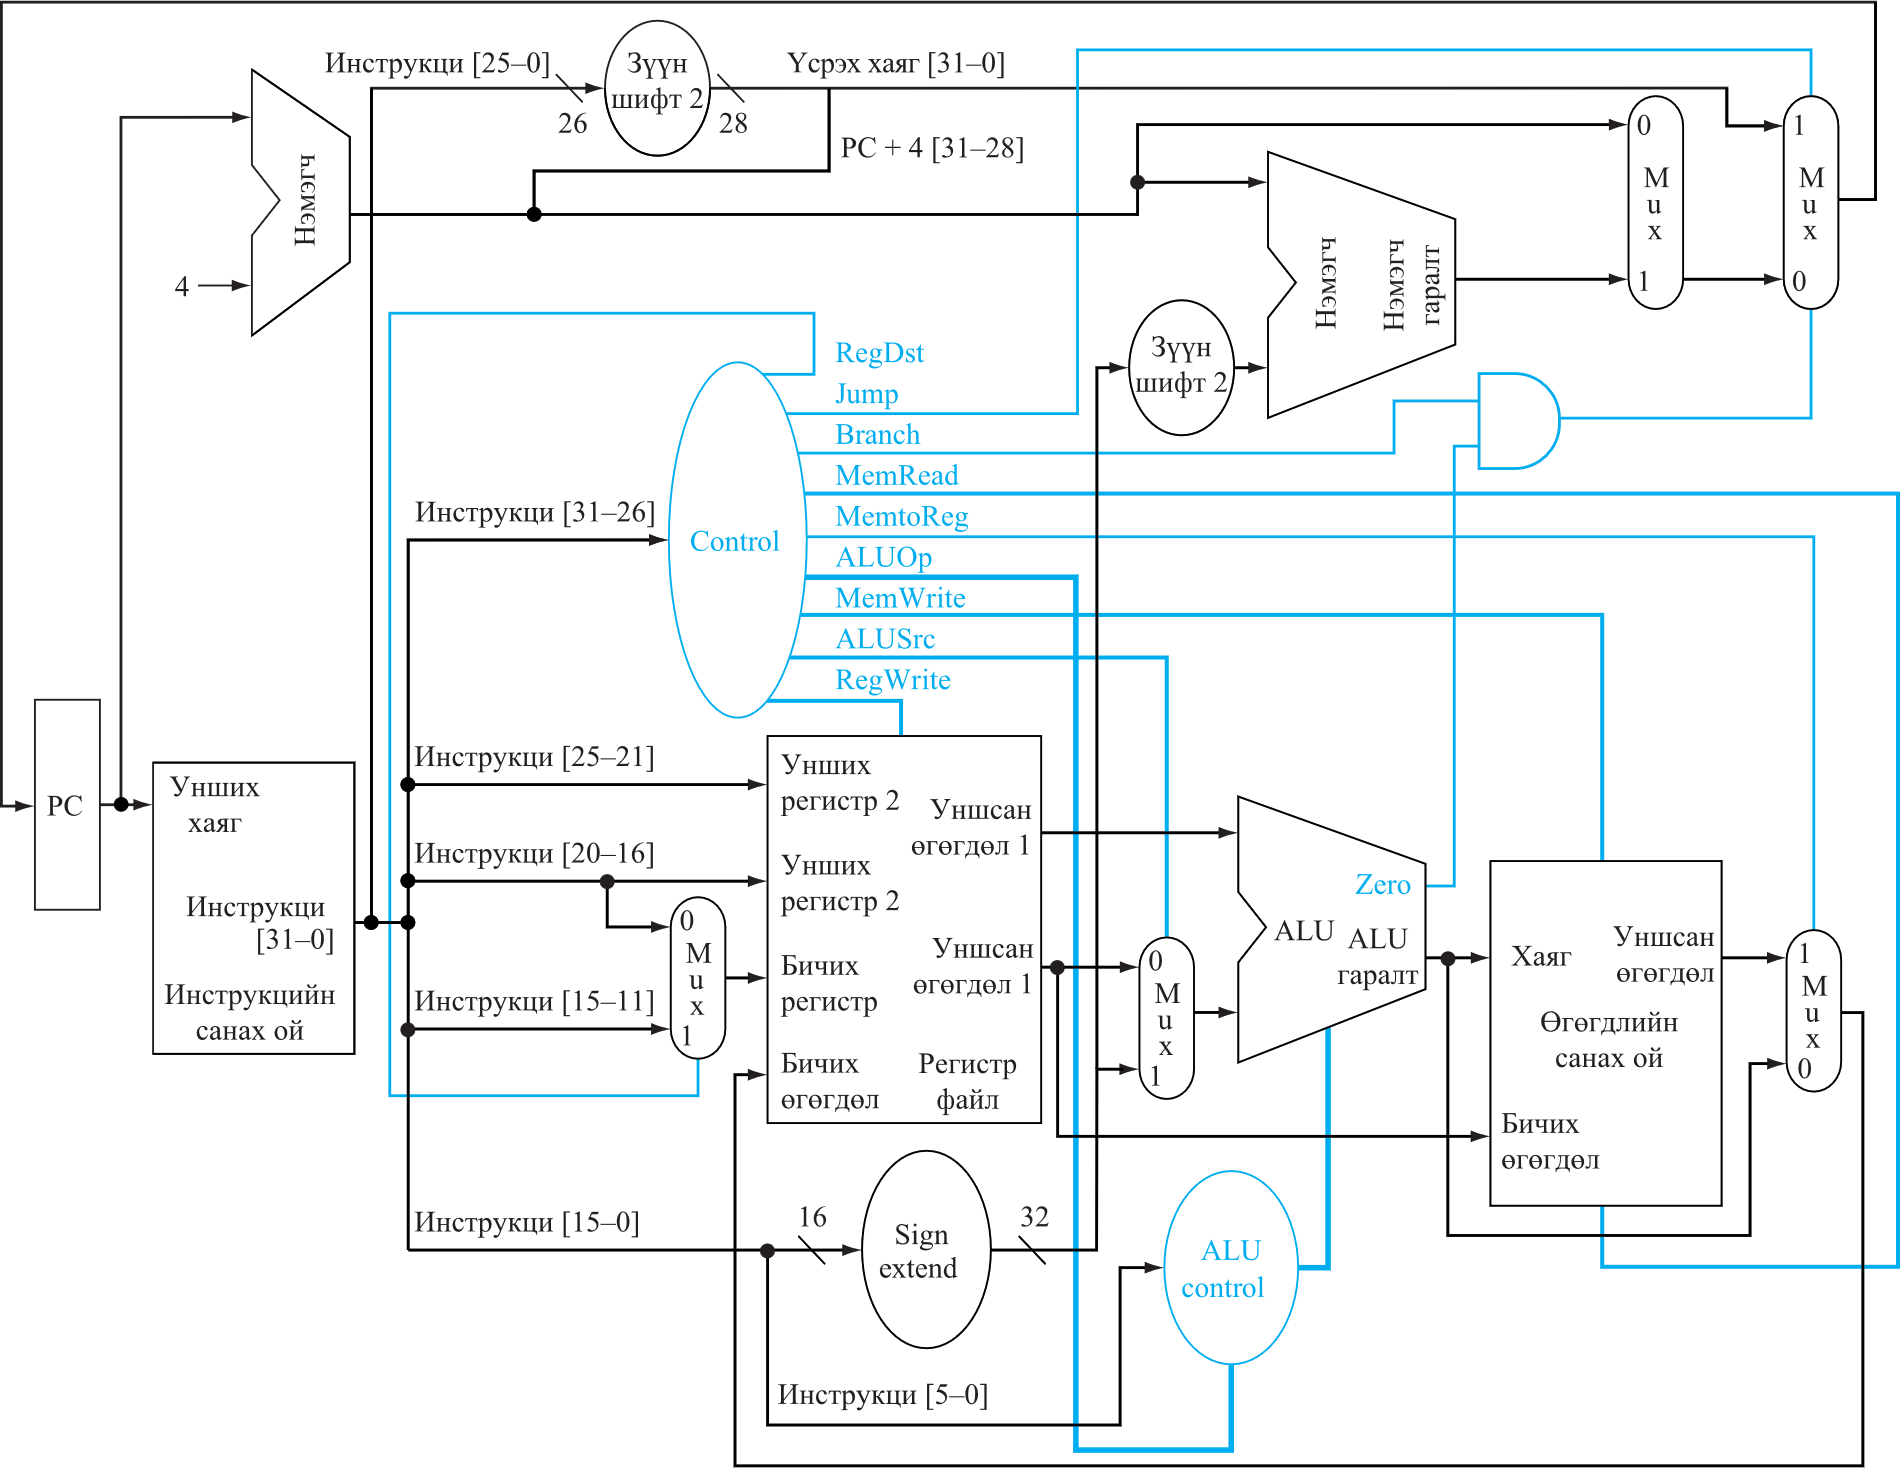 Инструкци [25–0]
26
Зүүн
шифт 2
28
Үсрэх хаяг [31–0]
PC + 4 [31–28]
Нэмэгч
4
0
M
u
x
1
1
M
u
x
0
Нэмэгч
Нэмэгч
гаралт
Зүүн
шифт 2
RegDst
Jump
Branch
MemRead
MemtoReg
ALUOp
MemWrite
ALUSrc
RegWrite
Инструкци [31–26]
Control
PC
Унших
хаяг
Инструкци
[31–0]
Инструкцийн
санах ой
Инструкци [25–21]
Инструкци [20–16]
Инструкци [15–11]
0
M
u
x
1
Унших
регистр 2
Унших
регистр 2
Бичих
регистр
Бичих
өгөгдөл
Уншсан
өгөгдөл 1
Уншсан
өгөгдөл 1
Регистр
файл
0
M
u
x
1
Zero
ALU
ALU
гаралт
Хаяг
Уншсан
өгөгдөл
Өгөгдлийн
санах ой
Бичих
өгөгдөл
1
M
u
x
0
Инструкци [15–0]
16
Sign
extend
32
ALU
control
Инструкци [5–0]